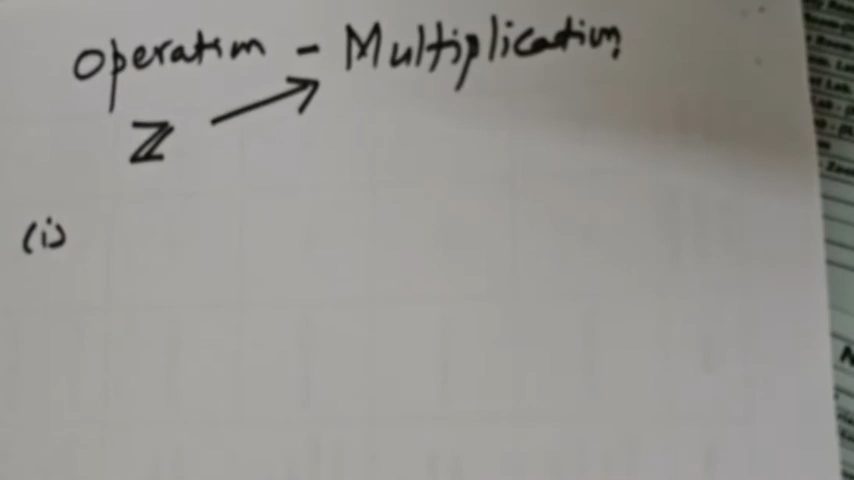 Operation - Multiplication
ℤ
(i)